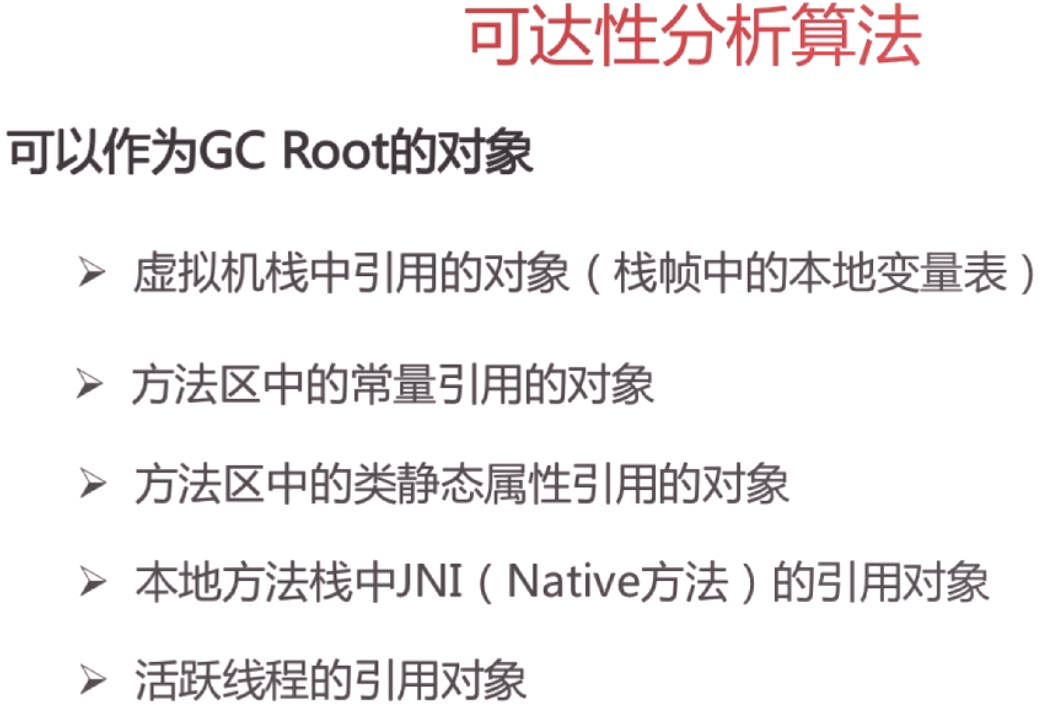 可达性分析算法
可以作为GC Root的对象
➢ 虚拟机栈中引用的对象（栈帧中的本地变量表）
➢ 方法区中的常量引用的对象
➢ 方法区中的类静态属性引用的对象
➢ 本地方法栈中JNI（Native方法）的引用对象
➢ 活跃线程的引用对象